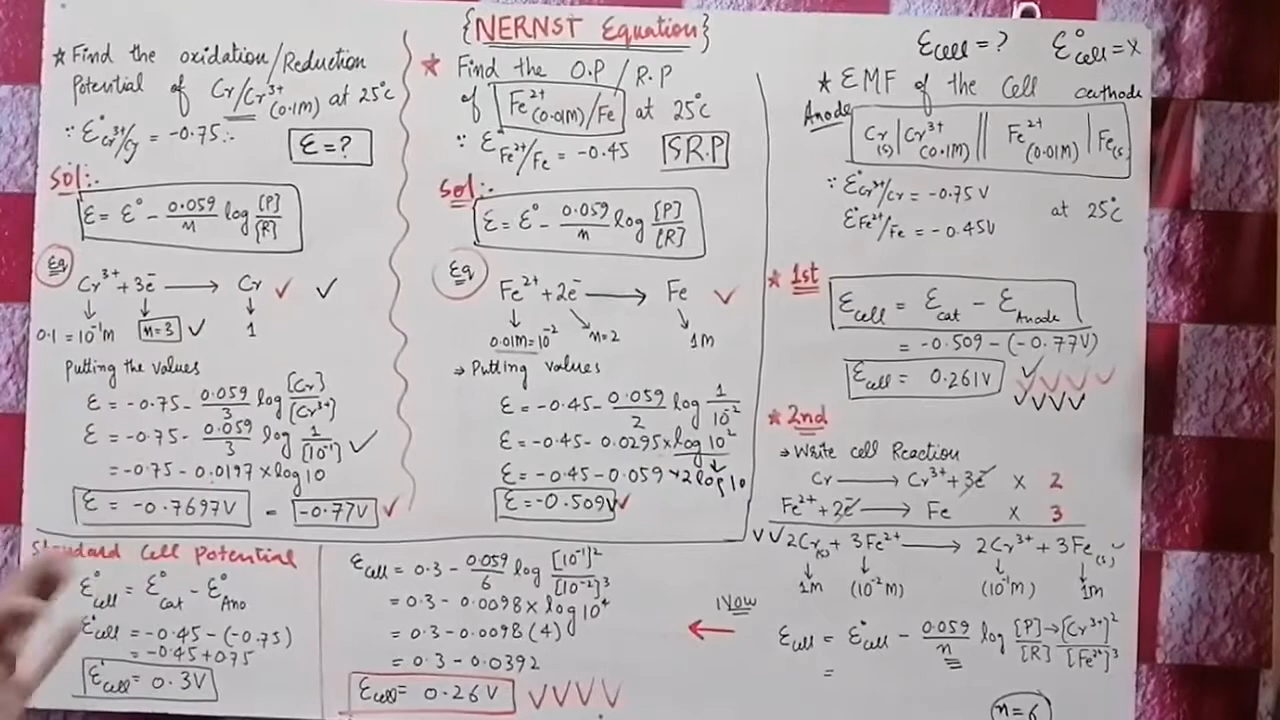 {NERNST Equation}
★ Find the oxidation/Reduction
Potential of Cr/Cr³⁺(0.1M) at 25°C
∵ Ɛ°Cr³⁺/Cr = -0.75 ∴
Ɛ=?
Sol:-
Ɛ = Ɛ° - 0.059/n log [P]/[R]
Eq
Cr³⁺ + 3e̅ ⟶ Cr ✓ ✓
0.1 = 10⁻¹m n=3 ✓ 1
Putting the values
Ɛ = -0.75 - 0.059/3 log [Cr]/[Cr³⁺]
Ɛ = -0.75 - 0.059/3 log 1/[10⁻¹] ✓
= -0.75 - 0.0197 × log 10
Ɛ = -0.7697V = -0.77V ✓
★ Find the O.P / R.P
of Fe²⁺(0.01M)/Fe at 25°C
∵ Ɛ°Fe²⁺/Fe = -0.45 S.R.P
Sol:-
Ɛ = Ɛ° - 0.059/n log [P]/[R]
Eq
Fe²⁺ + 2e̅ ⟶ Fe ✓
0.01M = 10⁻² n=2 1M
→ Putting values
Ɛ = -0.45 - 0.059/2 log 1/10⁻²
Ɛ = -0.45 - 0.0295 × log 10²
Ɛ = -0.45 - 0.059 × 2 log 10
Ɛ = -0.509V ✓
Ɛcell = ? Ɛ°cell = x
★ EMF of the Cell
Anode cathode
Cr(s) | Cr³⁺(0.1M) || Fe²⁺(0.01M) | Fe(s)
∵ Ɛ°Cr³⁺/Cr = -0.75 V
Ɛ°Fe²⁺/Fe = -0.45V at 25°C
★ 1st
Ɛcell = Ɛcat - ƐAnode
= -0.509 - (-0.77V)
Ɛcell = 0.261V ✓
✓✓✓✓
✓✓✓✓
★ 2nd
→ Write cell Reaction
Cr ⟶ Cr³⁺ + 3e̅ × 2
Fe²⁺ + 2e̅ ⟶ Fe × 3
✓✓ 2Cr(s) + 3Fe²⁺ ⟶ 2Cr³⁺ + 3Fe(s)
1M (10⁻²M) (10⁻¹M) 1M
Now
Ɛcell = Ɛ°cell - 0.059/n log [P]/[R] → [Cr³⁺]²/[Fe²⁺]³
=
n=6
Standard Cell Potential
Ɛ°cell = Ɛ°Cat - Ɛ°Ano
Ɛ°cell = -0.45 - (-0.75)
= -0.45 + 0.75
Ɛ°cell = 0.3V
Ɛcell = 0.3 - 0.059/6 log [10⁻¹]²/[10⁻²]³
= 0.3 - 0.0098 × log 10⁴
= 0.3 - 0.0098 (4)
= 0.3 - 0.0392
Ɛcell = 0.26V ✓✓✓✓